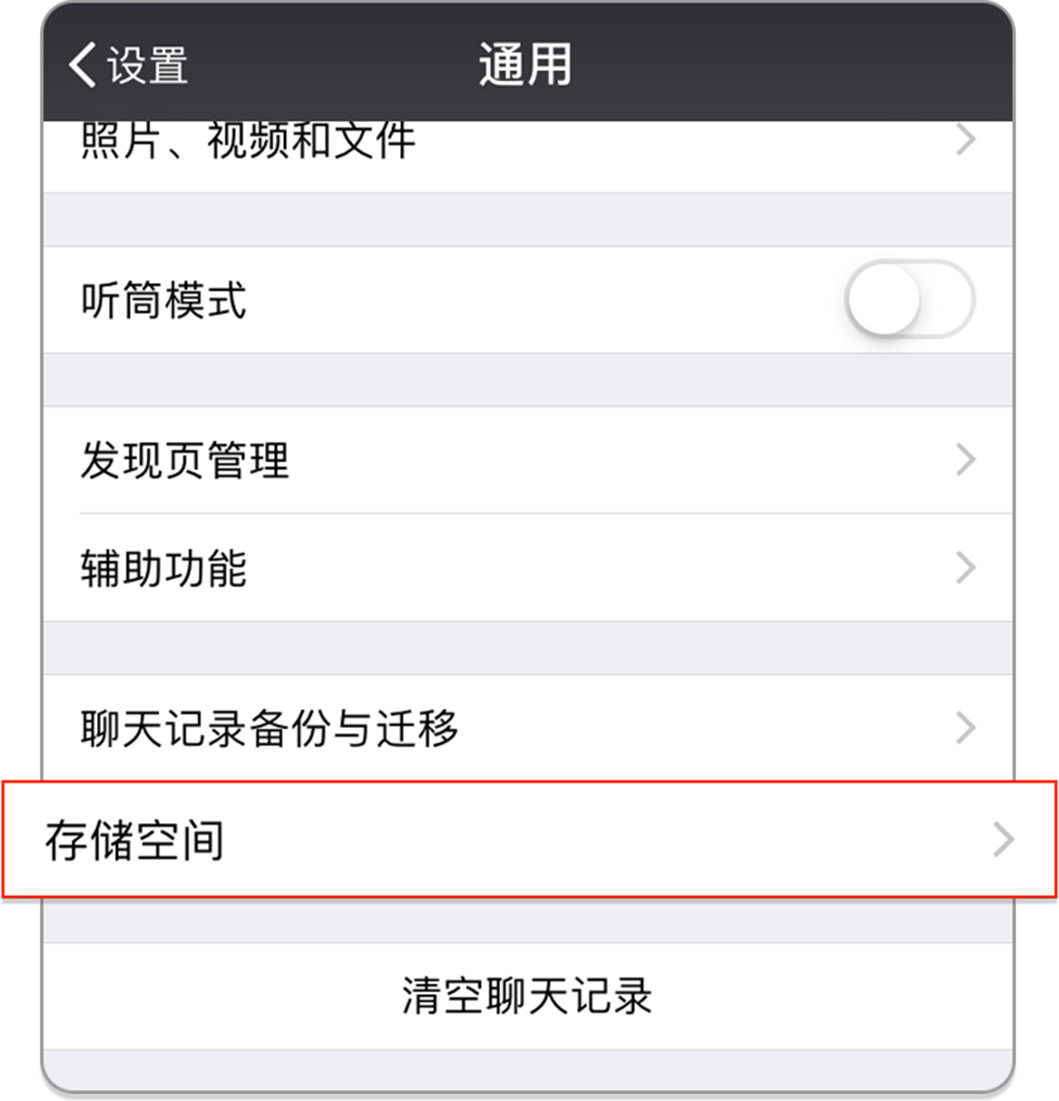 设置
通用
照片、视频和文件
听筒模式
发现页管理
辅助功能
聊天记录备份与迁移
存储空间
清空聊天记录